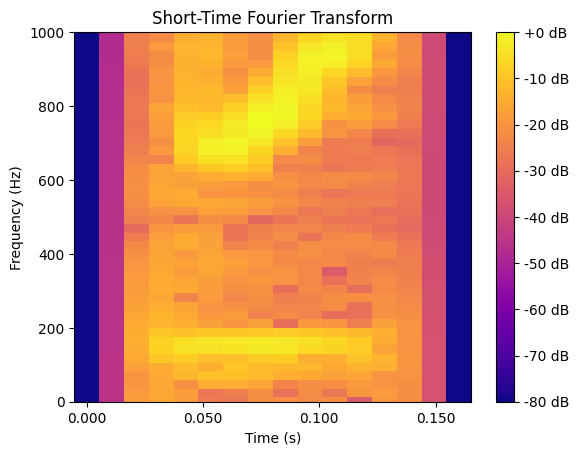 Short-Time Fourier Transform
1000
800
600
400
200
0
Frequency (Hz)
0.000
0.050
0.100
0.150
Time (s)
+0 dB
-10 dB
-20 dB
-30 dB
-40 dB
-50 dB
-60 dB
-70 dB
-80 dB